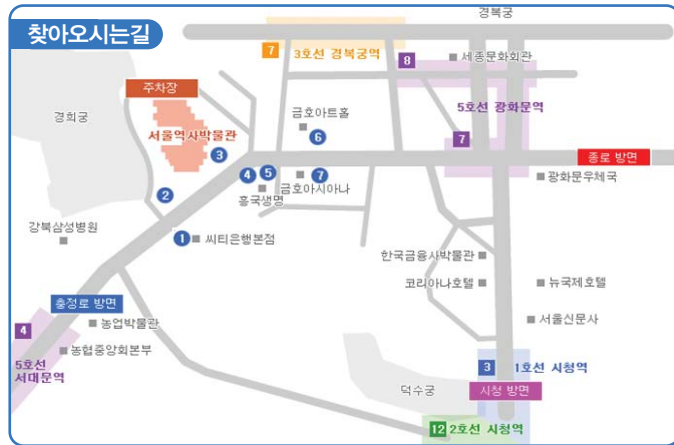 찾아오시는길
경복궁
7
3호선 경복궁역
8
세종문화회관
5호선 광화문역
7
주차장
경희궁
서울역사박물관
3
금호아트홀
6
종로 방면
4
5
7
흥국생명
금호아시아나
광화문우체국
2
강북삼성병원
1
씨티은행본점
한국금융사박물관
코리아나호텔
뉴국제호텔
충정로 방면
농업박물관
서울신문사
4
농협중앙회본부
5호선
서대문역
3
1호선 시청역
덕수궁
시청 방면
12
2호선 시청역